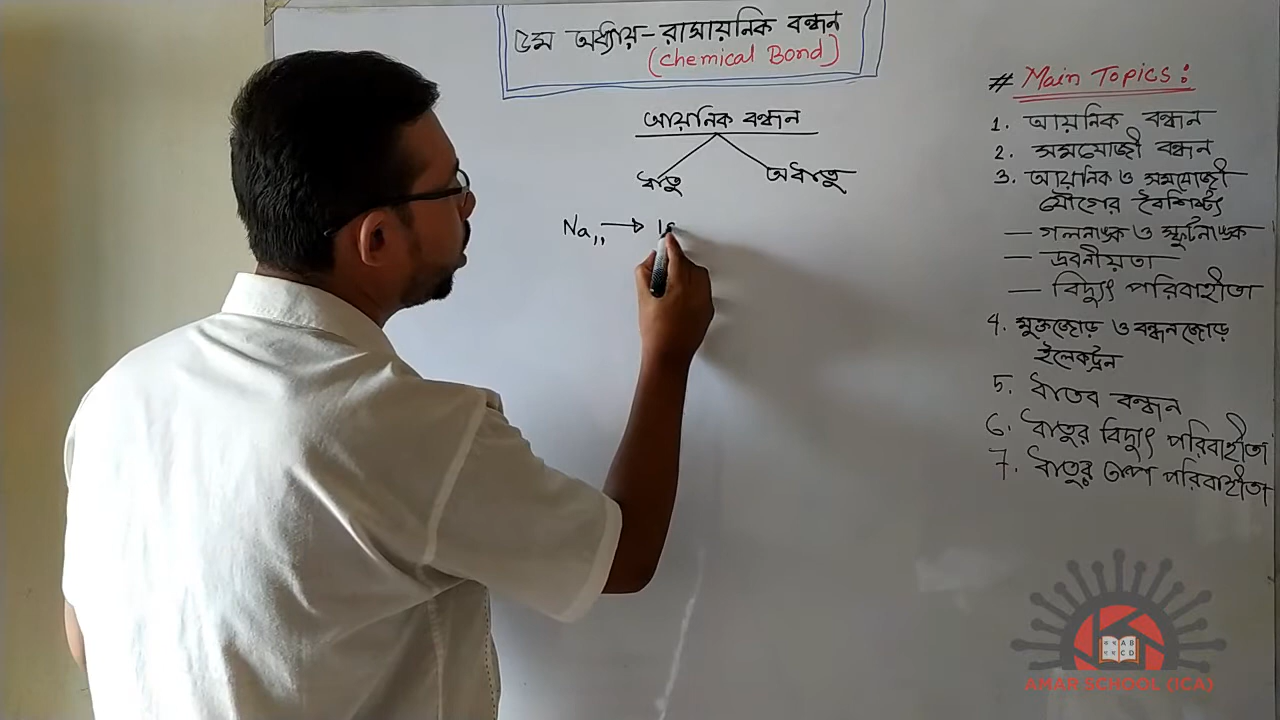 ৫ম অধ্যায়-রাসায়নিক বন্ধন
(Chemical Bond)
আয়নিক বন্ধন
ধাতু অধাতু
Na₁₁ → 1s
# Main Topics:
1. আয়নিক বন্ধন
2. সমযোজী বন্ধন
3. আয়নিক ও সমযোজী
যৌগের বৈশিষ্ট্য
- গলনাঙ্ক ও স্ফুটনাঙ্ক
- দ্রবনীয়তা
- বিদ্যুৎ পরিবাহীতা
4. মুক্তজোড় ও বন্ধনজোড়
ইলেকট্রন
5. ধাতব বন্ধন
6. ধাতুর বিদ্যুৎ পরিবাহীতা
7. ধাতুর তাপ পরিবাহীতা
AMAR SCHOOL (ICA)